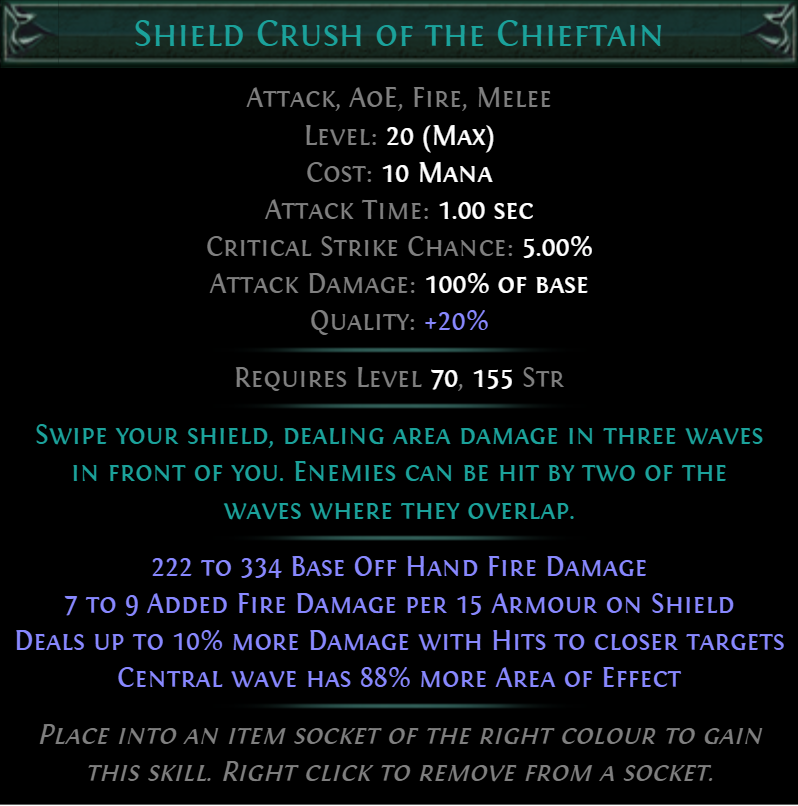 Shield Crush of the Chieftain
Attack, AoE, Fire, Melee
Level: 20 (Max)
Cost: 10 Mana
Attack Time: 1.00 sec
Critical Strike Chance: 5.00%
Attack Damage: 100% of base
Quality: +20%
Requires Level 70, 155 Str
Swipe your shield, dealing area damage in three waves
in front of you. Enemies can be hit by two of the
waves where they overlap.
222 to 334 Base Off Hand Fire Damage
7 to 9 Added Fire Damage per 15 Armour on Shield
Deals up to 10% more Damage with Hits to closer targets
Central wave has 88% more Area of Effect
Place into an item socket of the right colour to gain
this skill. Right click to remove from a socket.